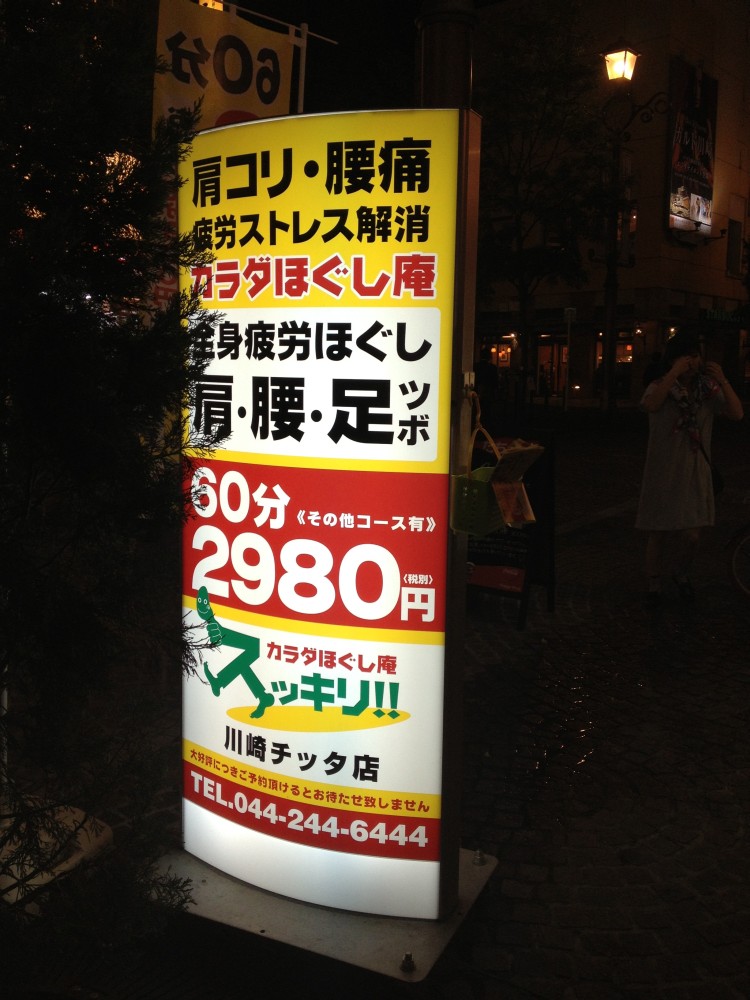 60分
肩コリ・腰痛
疲労ストレス解消
カラダほぐし庵
全身疲労ほぐし
肩・腰・足ツボ
60分《その他コース有》
2980円〈税別〉
カラダほぐし庵
スッキリ!!
川崎チッタ店
大好評につきご予約頂けるとお待たせ致しません
TEL.044-244-6444